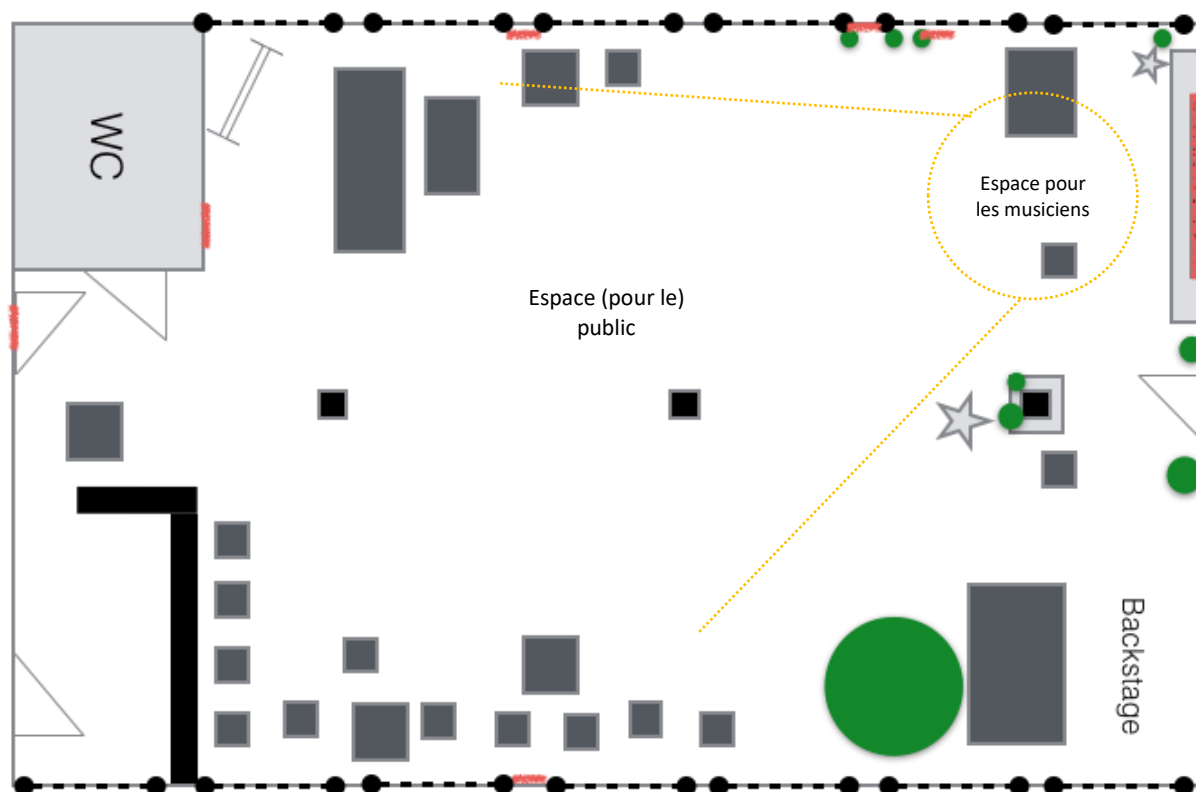 WC
Espace pour
les musiciens
Espace (pour le)
public
Backstage